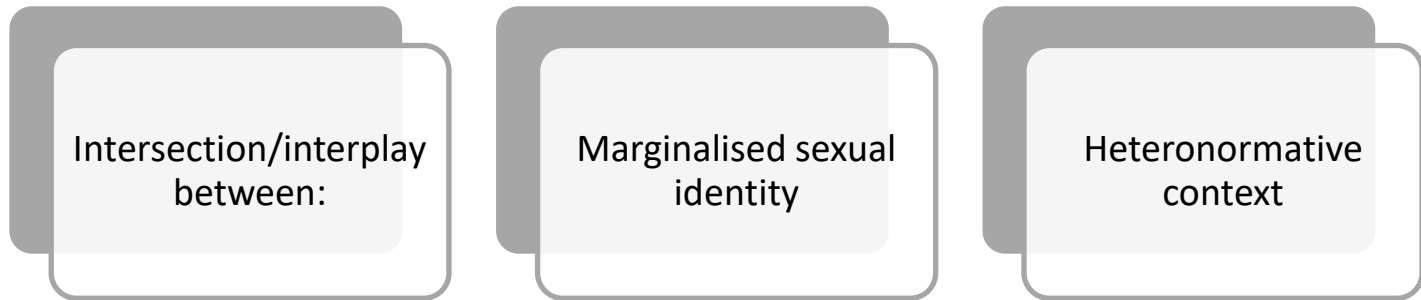 Intersection/interplay
between:
Marginalised sexual
identity
Heteronormative
context